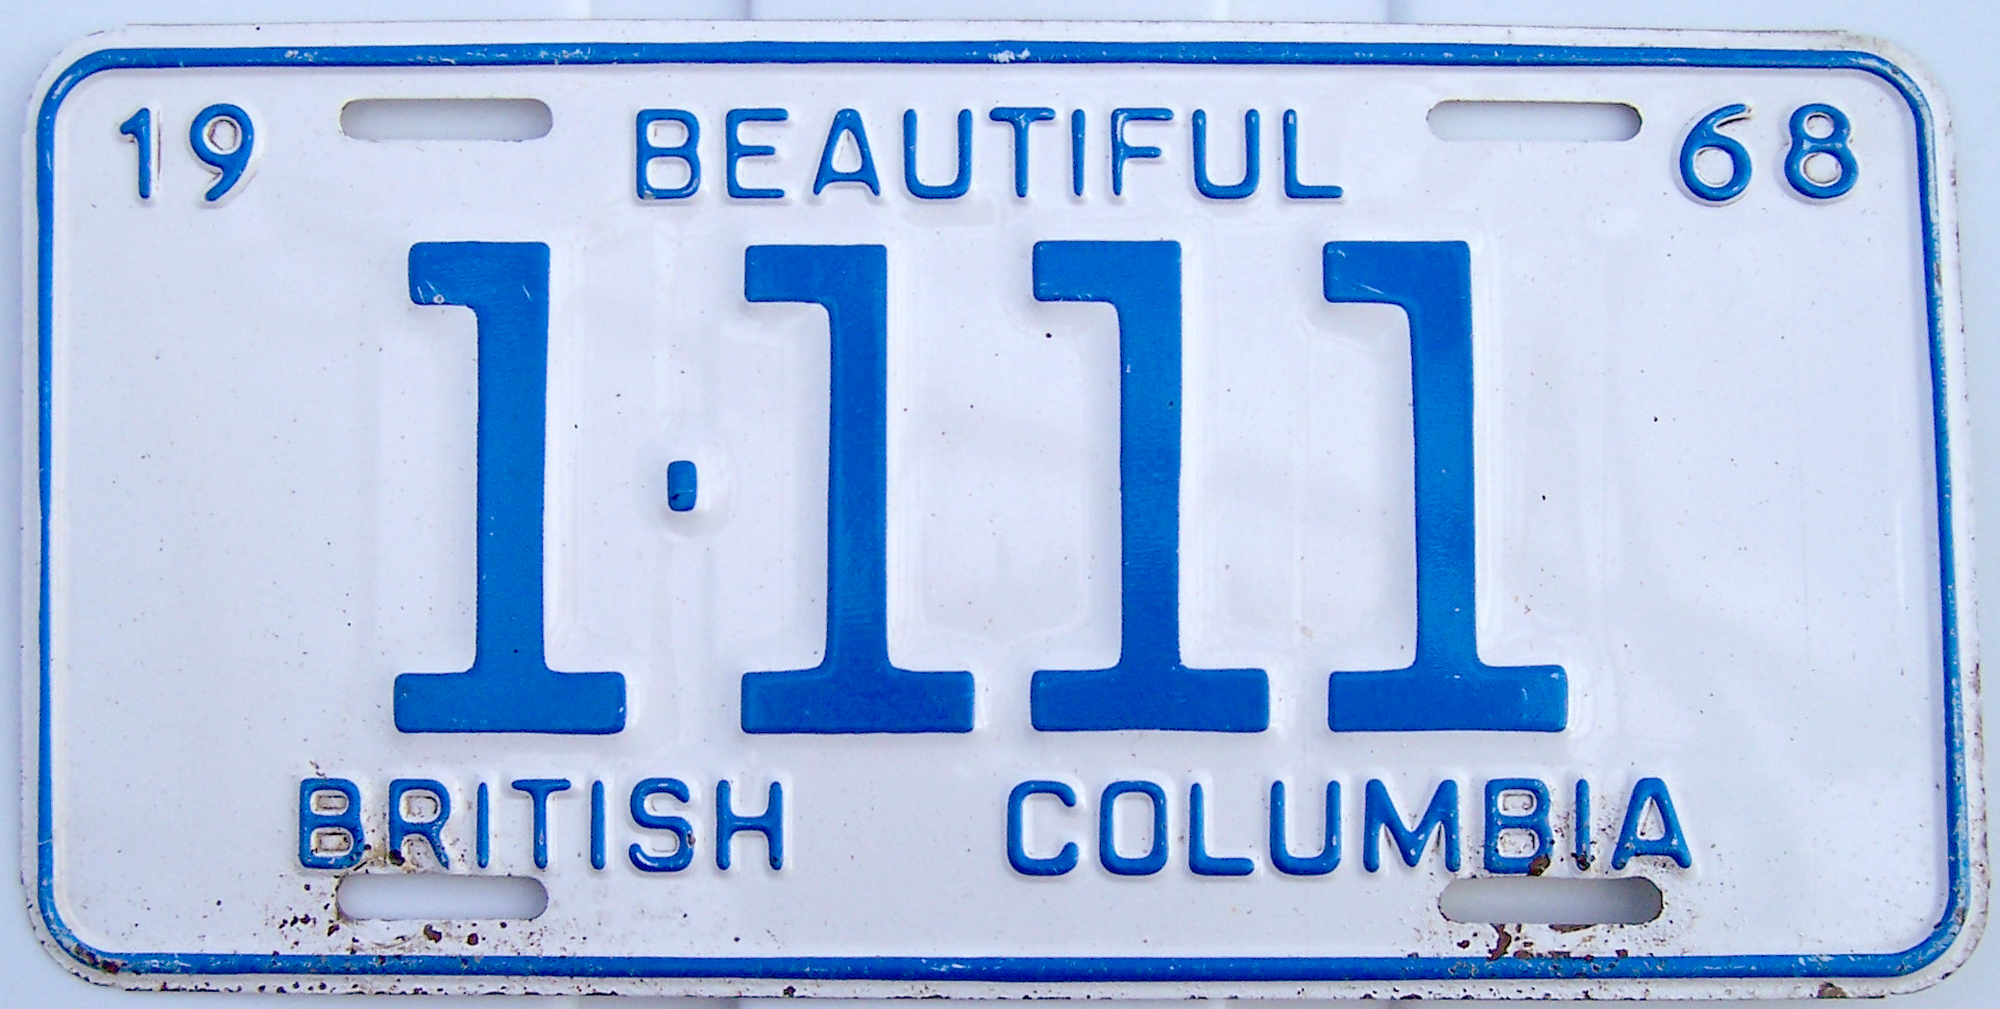 19 BEAUTIFUL 68
1·111
BRITISH COLUMBIA